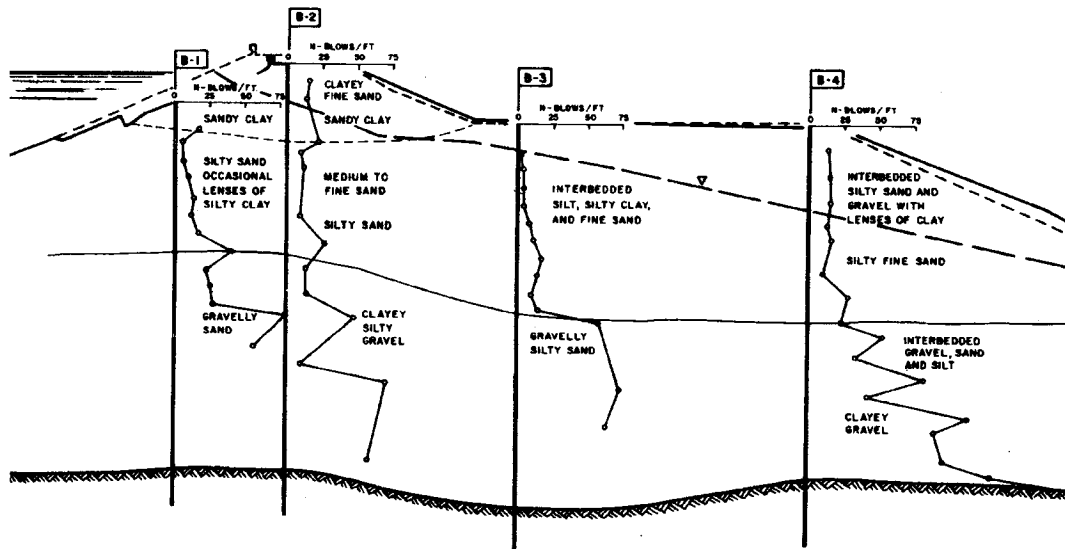 B-2
N-BLOWS/FT
0 25 50 75
CLAYEY
FINE SAND
SANDY CLAY
MEDIUM TO
FINE SAND
SILTY SAND
CLAYEY
SILTY
GRAVEL
B-1
N-BLOWS/FT
0 25 50 75
SANDY CLAY
SILTY SAND
OCCASIONAL
LENSES OF
SILTY CLAY
GRAVELLY
SAND
B-3
N-BLOWS/FT
0 25 50 75
INTERBEDDED
SILT, SILTY CLAY,
AND FINE SAND
GRAVELLY
SILTY SAND
B-4
N-BLOWS/FT
0 25 50 75
INTERBEDDED
SILTY SAND AND
GRAVEL WITH
LENSES OF CLAY
SILTY FINE SAND
INTERBEDDED
GRAVEL, SAND
AND SILT
CLAYEY
GRAVEL